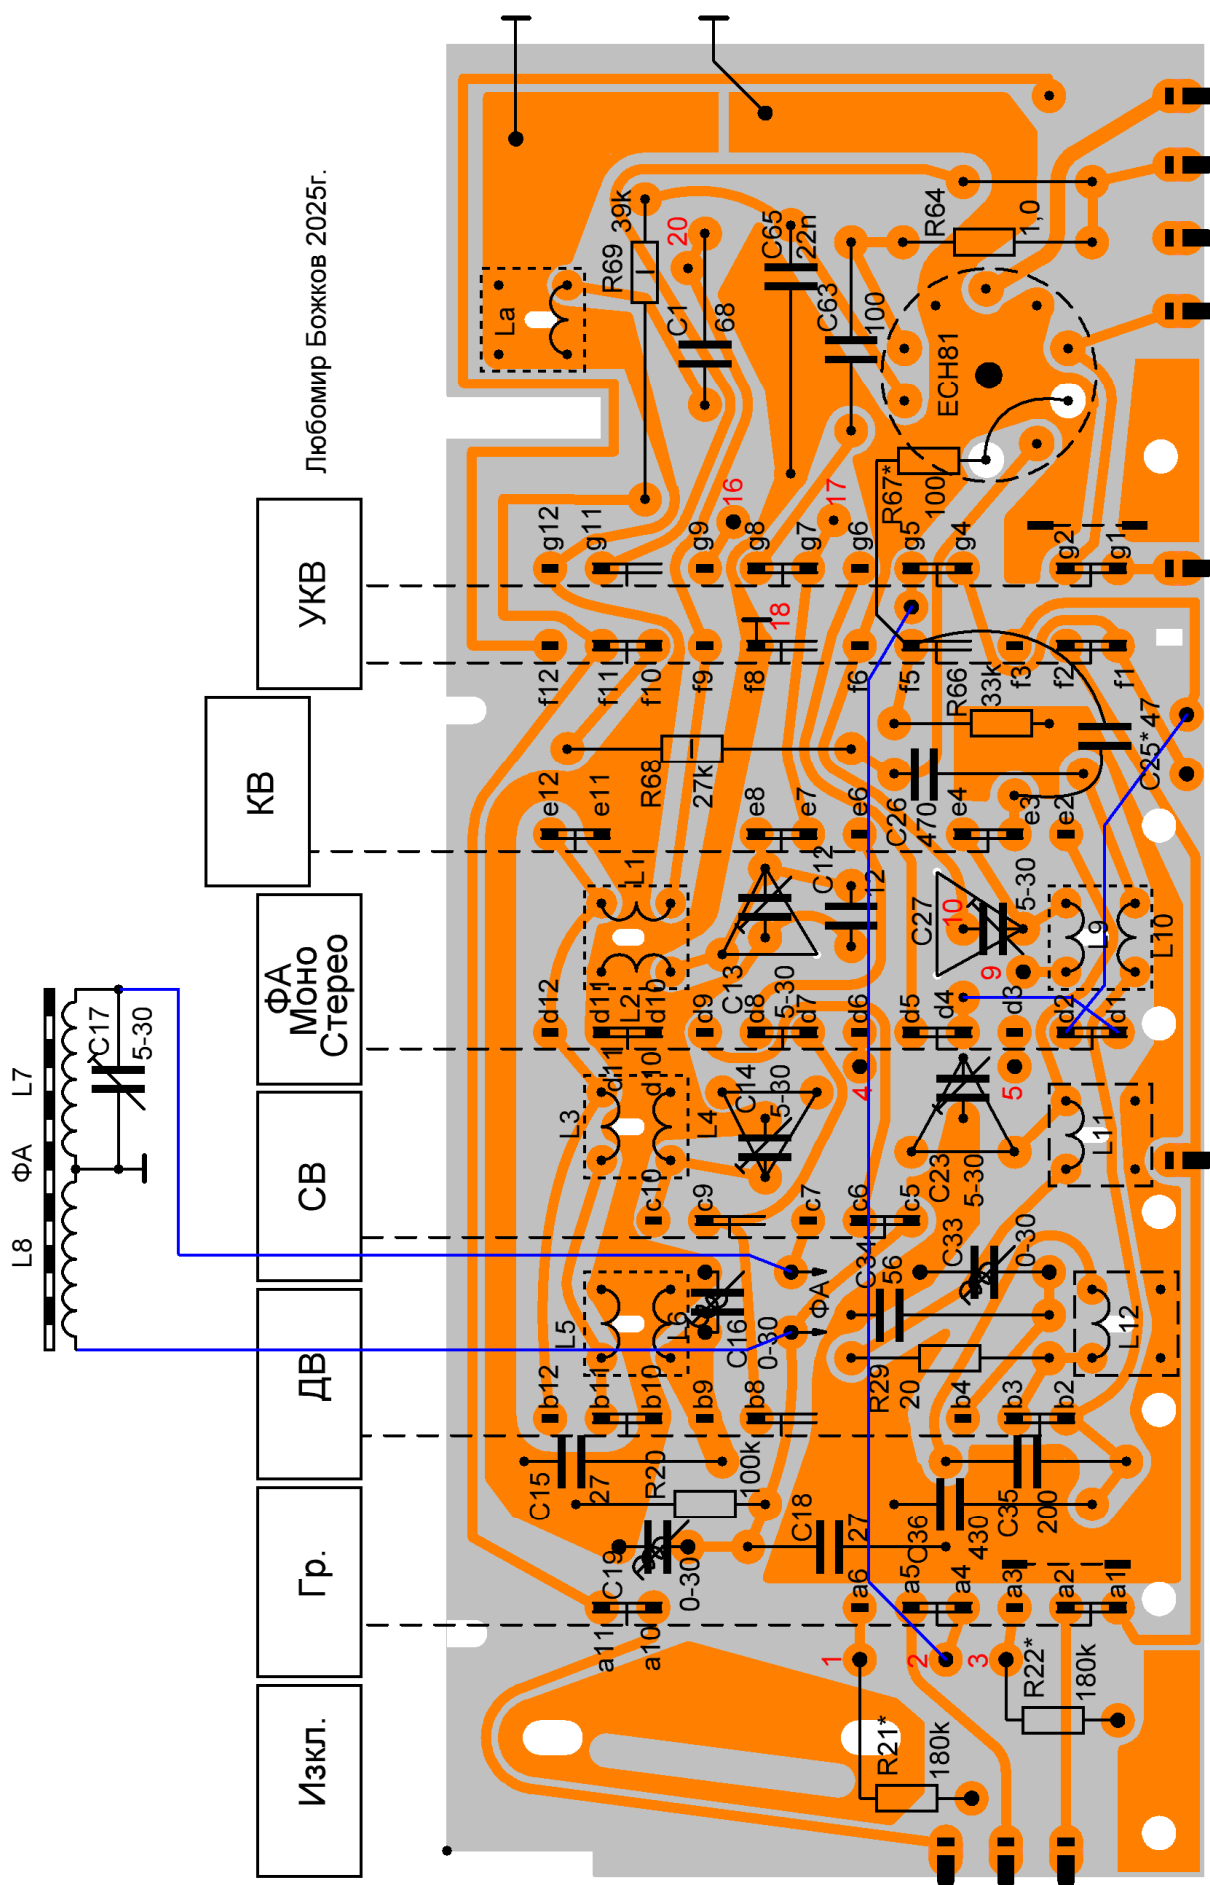 Любомир Божков 2025г.
УКВ
КВ
ФА
Моно
Стерео
СВ
ДВ
Гр.
Изкл.
L8
ФА
L7
C17
5-30
La
R69
39k
20
C1
68
C65
22n
C63
100
R64
1,0
ECH81
R67*
100
16
17
18
g12
g11
g9
g8
g7
g6
g5
g4
g2
g1
f12
f11
f10
f9
f8
f6
f5
f3
f2
f1
R66
33k
C25*
47
R68
27k
C26
470
e12
e11
e8
e7
e6
e4
e3
e2
L1
L2
C13
5-30
C12
12
C27
10
5-30
9
L9
L10
d12
d11
d10
d9
d8
d7
d6
d5
d4
d3
d2
d1
d11
d10
L3
L4
C14
5-30
4
5
C23
5-30
L11
c10
c9
c7
c6
c5
L5
L6
C16
0-30
ФА
C34
56
C33
0-30
R29
20
L12
b12
b11
b10
b9
b8
b4
b3
b2
C15
27
R20
100k
C19
0-30
C18
27
C36
430
C35
200
a11
a10
a6
a5
a4
a3
a2
a1
1
2
3
R21*
180k
R22*
180k